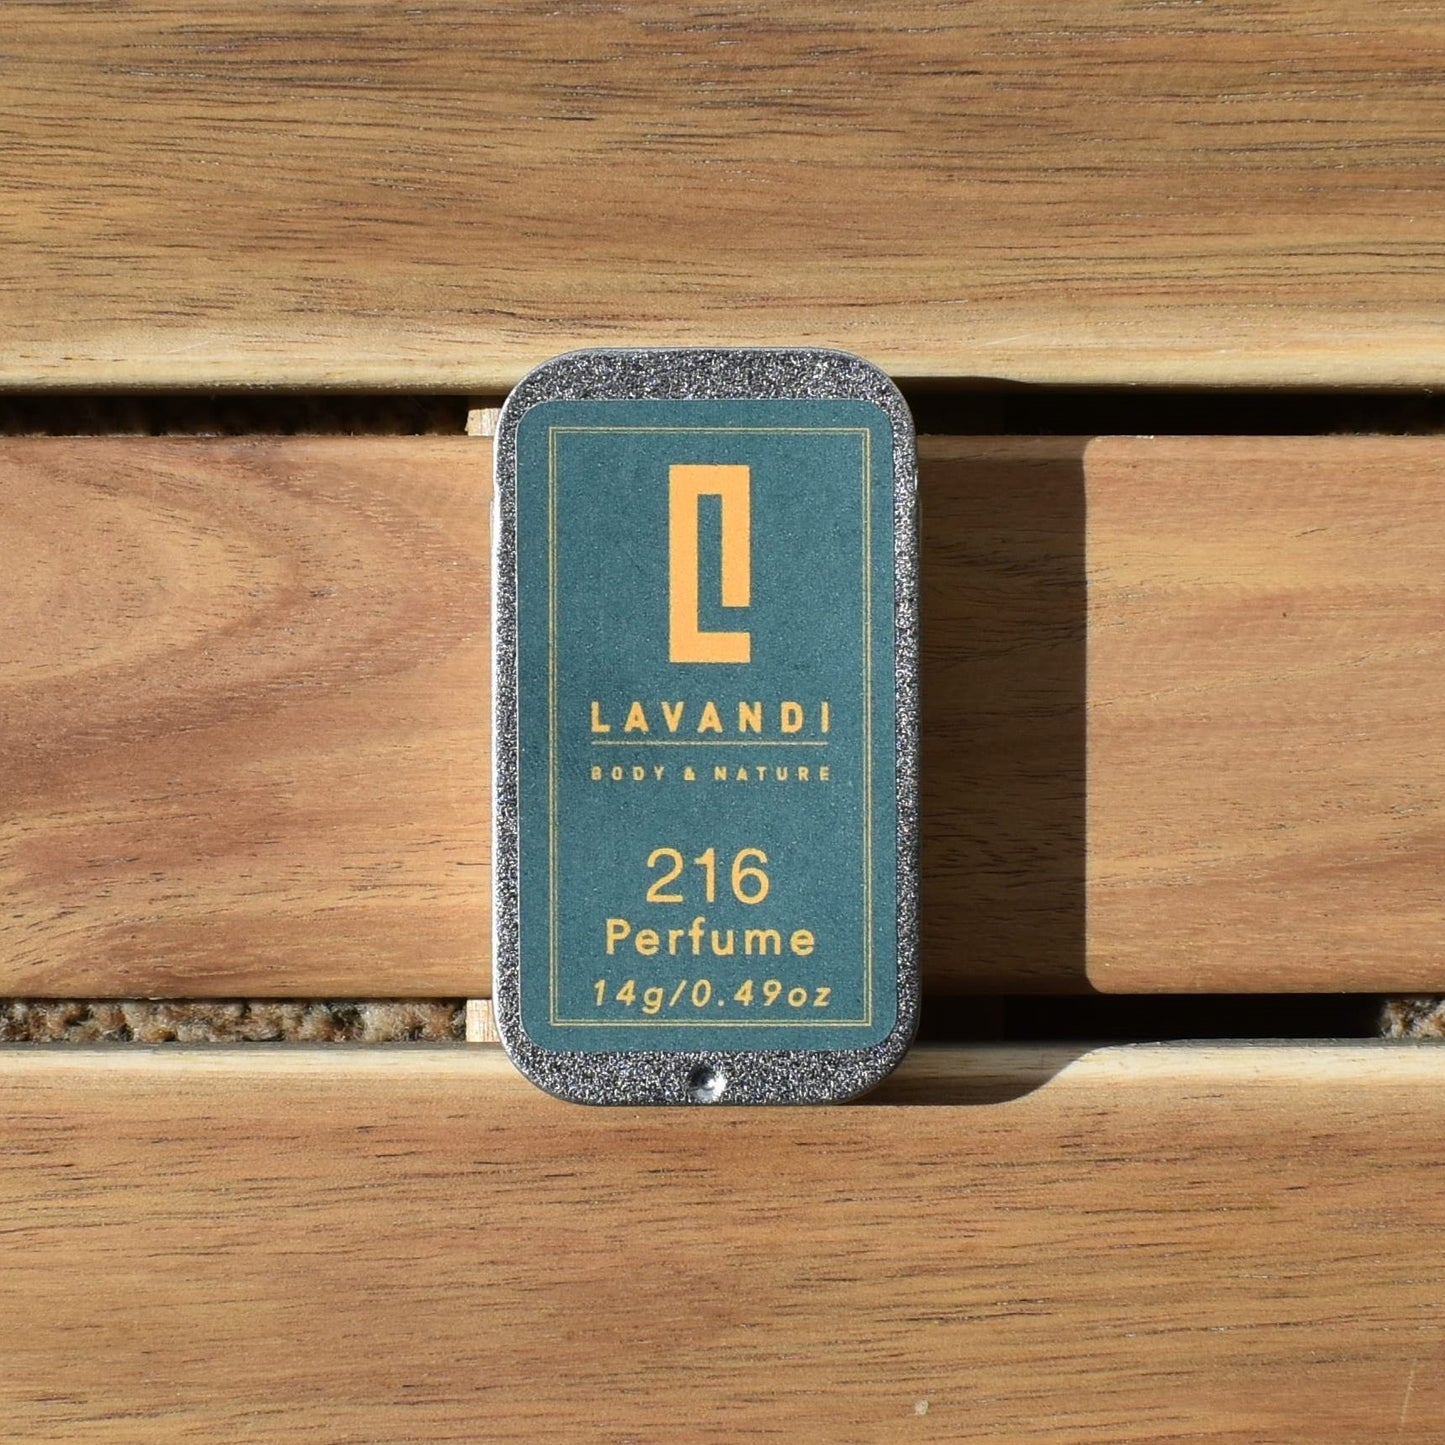 LAVANDI
BODY & NATURE
216
Perfume
14g/0.49oz